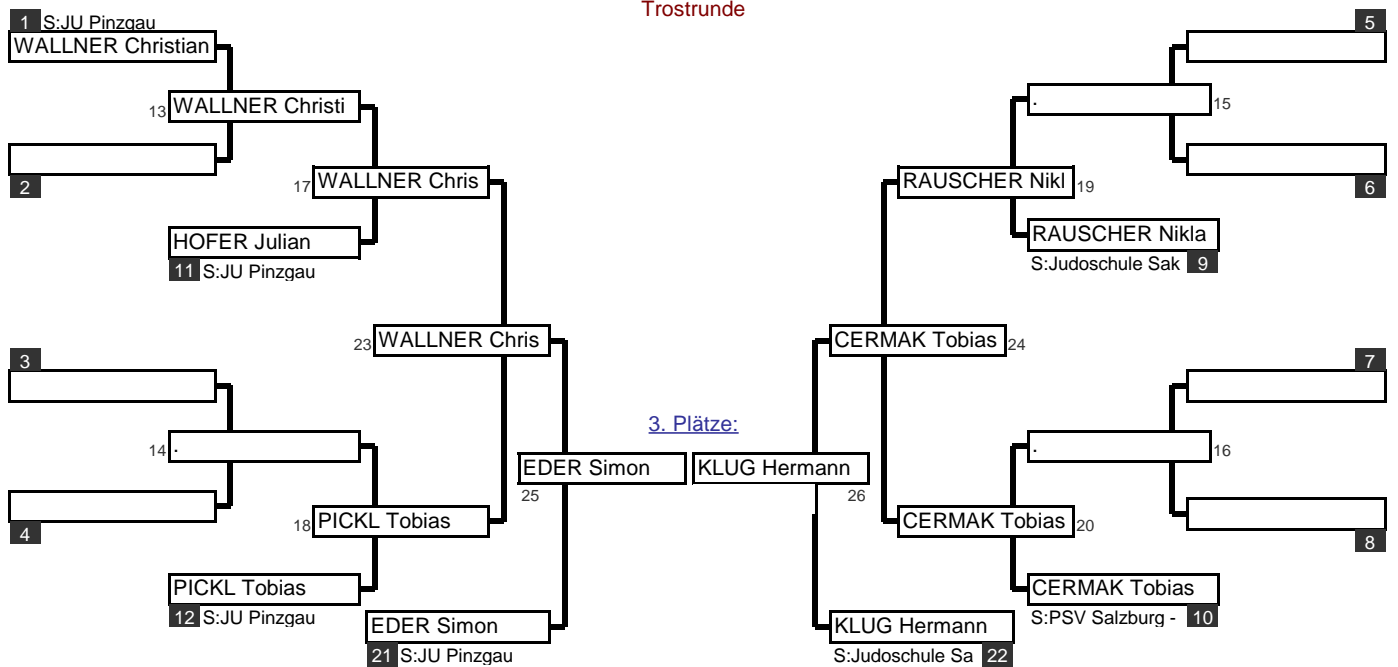 Trostrunde
1 S:JU Pinzgau
WALLNER Christian
5
13 WALLNER Christi
. 15
2
6
17 WALLNER Chris
RAUSCHER Nikl 19
HOFER Julian
11 S:JU Pinzgau
RAUSCHER Nikla
S:Judoschule Sak 9
23 WALLNER Chris
CERMAK Tobias 24
3
7
3. Plätze:
14 .
. 16
EDER Simon
25
KLUG Hermann
26
4
8
18 PICKL Tobias
CERMAK Tobias 20
PICKL Tobias
12 S:JU Pinzgau
CERMAK Tobias
S:PSV Salzburg - 10
EDER Simon
21 S:JU Pinzgau
KLUG Hermann
S:Judoschule Sa 22